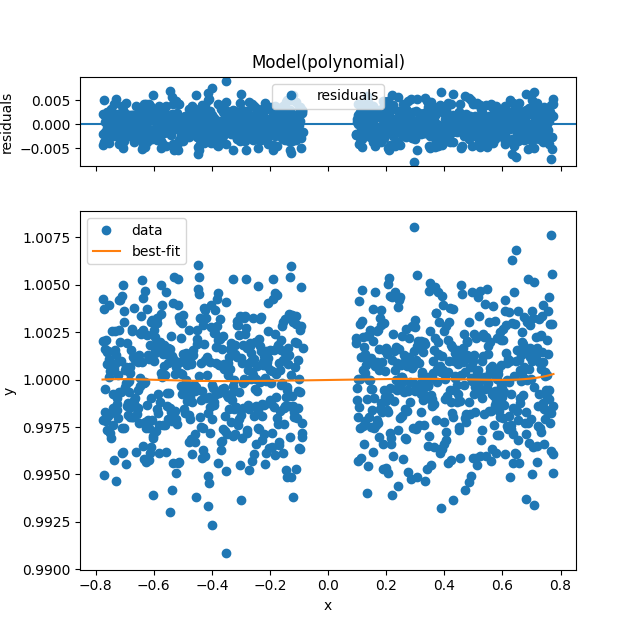 Model(polynomial)
residuals
0.005
0.000
−0.005
residuals
data
best-fit
y
1.0075
1.0050
1.0025
1.0000
0.9975
0.9950
0.9925
0.9900
−0.8 −0.6 −0.4 −0.2 0.0 0.2 0.4 0.6 0.8
x